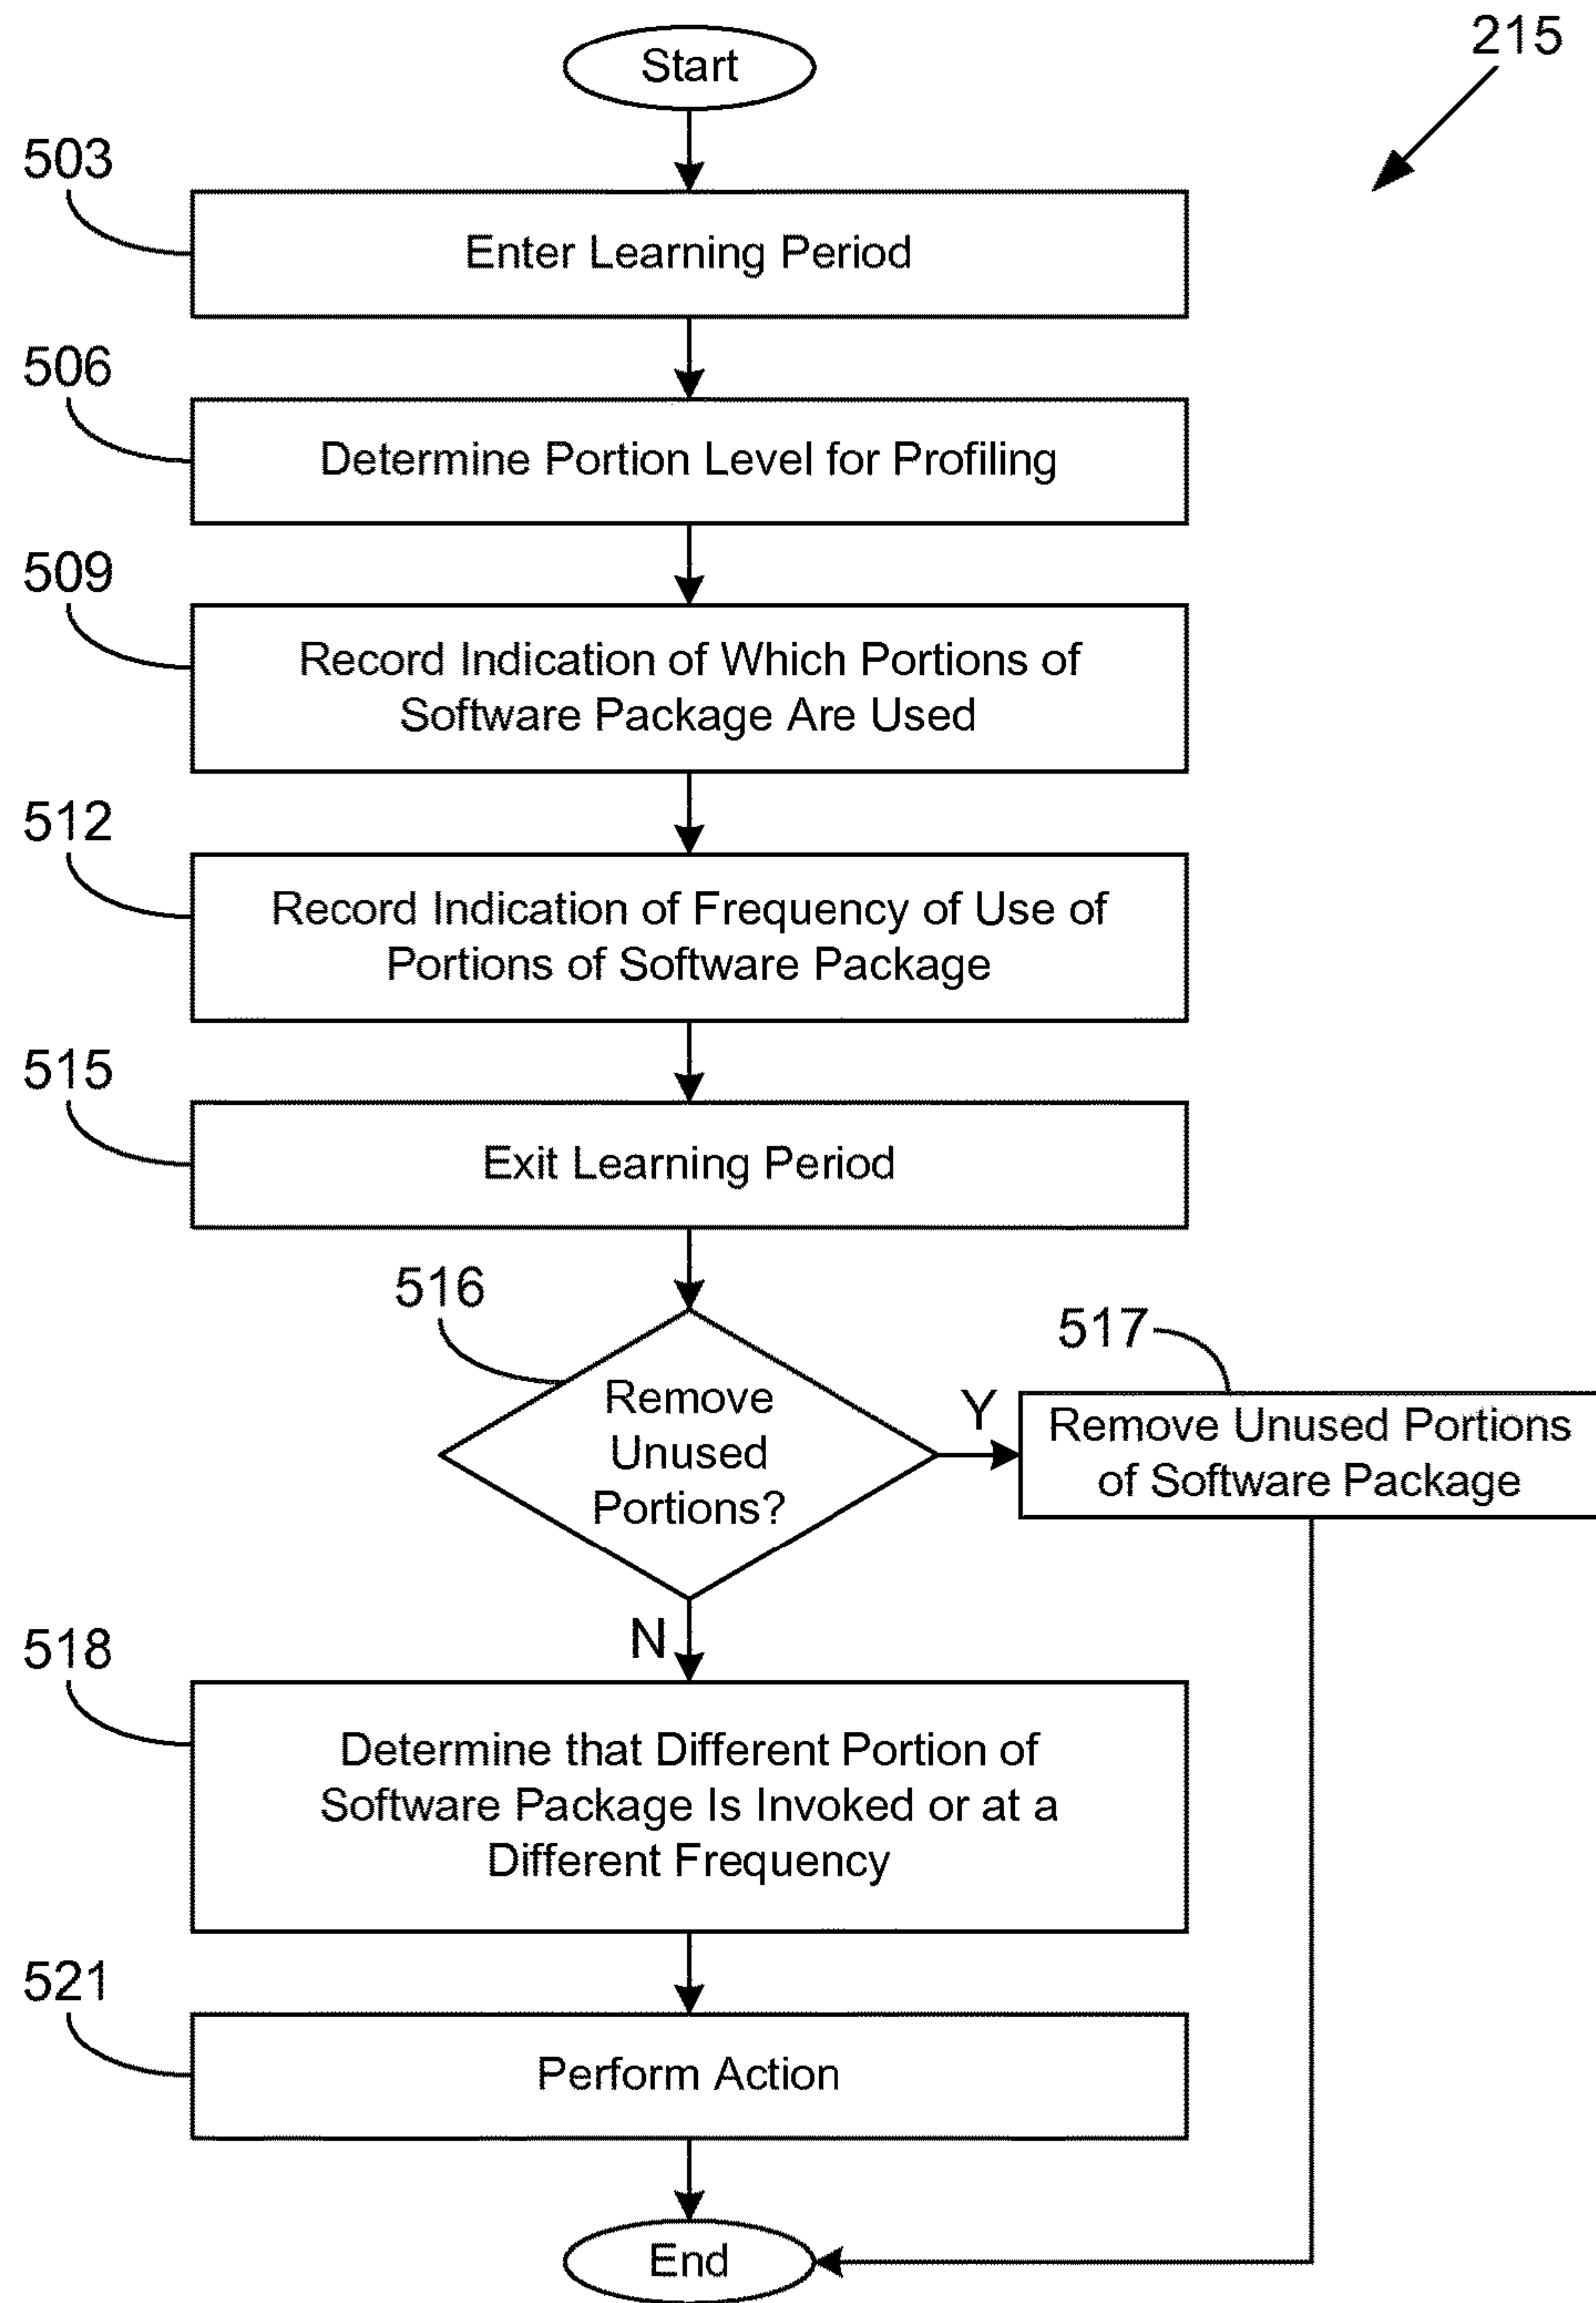 Start
215
503
Enter Learning Period
506
Determine Portion Level for Profiling
509
Record Indication of Which Portions of
Software Package Are Used
512
Record Indication of Frequency of Use of
Portions of Software Package
515
Exit Learning Period
516
Remove
Unused
Portions?
Y
517
Remove Unused Portions
of Software Package
N
518
Determine that Different Portion of
Software Package Is Invoked or at a
Different Frequency
521
Perform Action
End